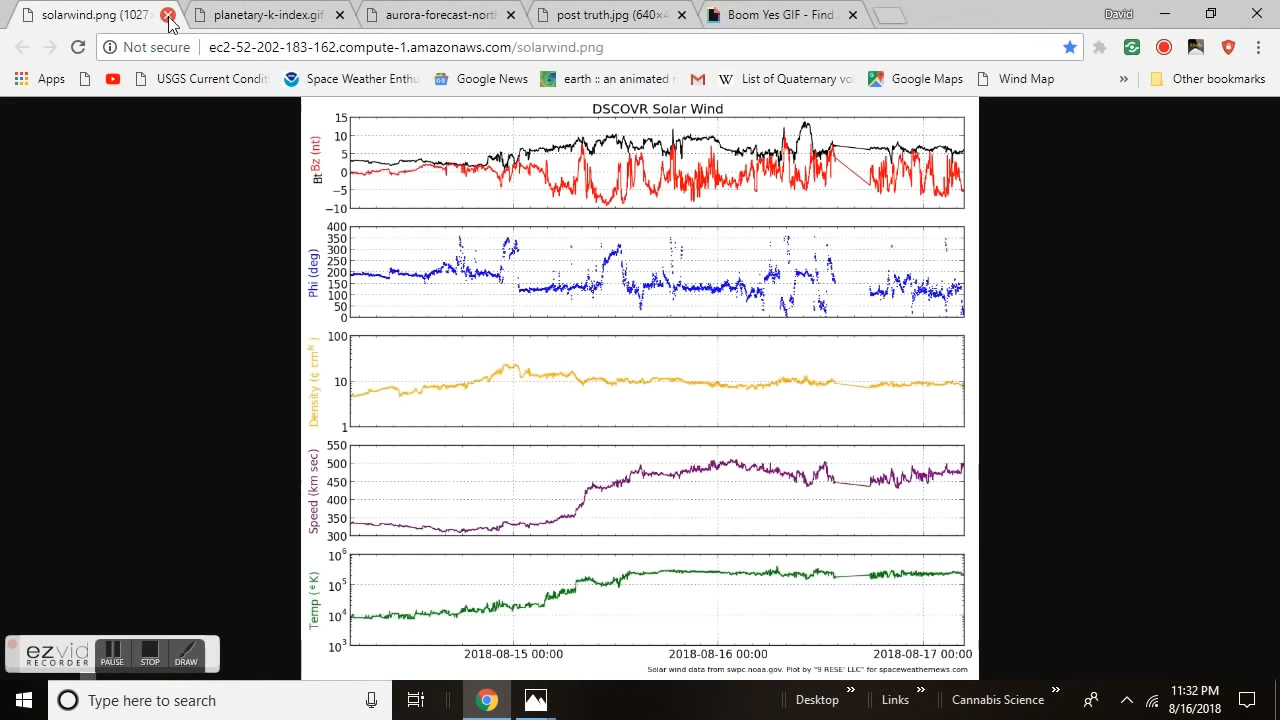 solarwind.png (1027
planetary-k-index.gif
aurora-forecast-north
post truth.jpg (640×4
Boom Yes GIF - Find
David
Not secure
ec2-52-202-183-162.compute-1.amazonaws.com/solarwind.png
Apps
USGS Current Condit
Space Weather Enthu
Google News
earth :: an animated
List of Quaternary vo
Google Maps
Wind Map
»
Other bookmarks
DSCOVR Solar Wind
Bt Bz (nt)
15
10
5
0
−5
−10
Phi (deg)
400
350
300
250
200
150
100
50
0
Density
100
10
1
Speed (km sec)
550
500
450
400
350
300
Temp (°K)
10^6
10^5
10^4
10^3
2018-08-15 00:00
2018-08-16 00:00
2018-08-17 00:00
Solar wind data from swpc.noaa.gov. Plot by "9 RESE' LLC" for spaceweathernews.com
ezvid
RECORDER
PAUSE
STOP
DRAW
Type here to search
Desktop
»
Links
»
Cannabis Science
»
11:32 PM
8/16/2018